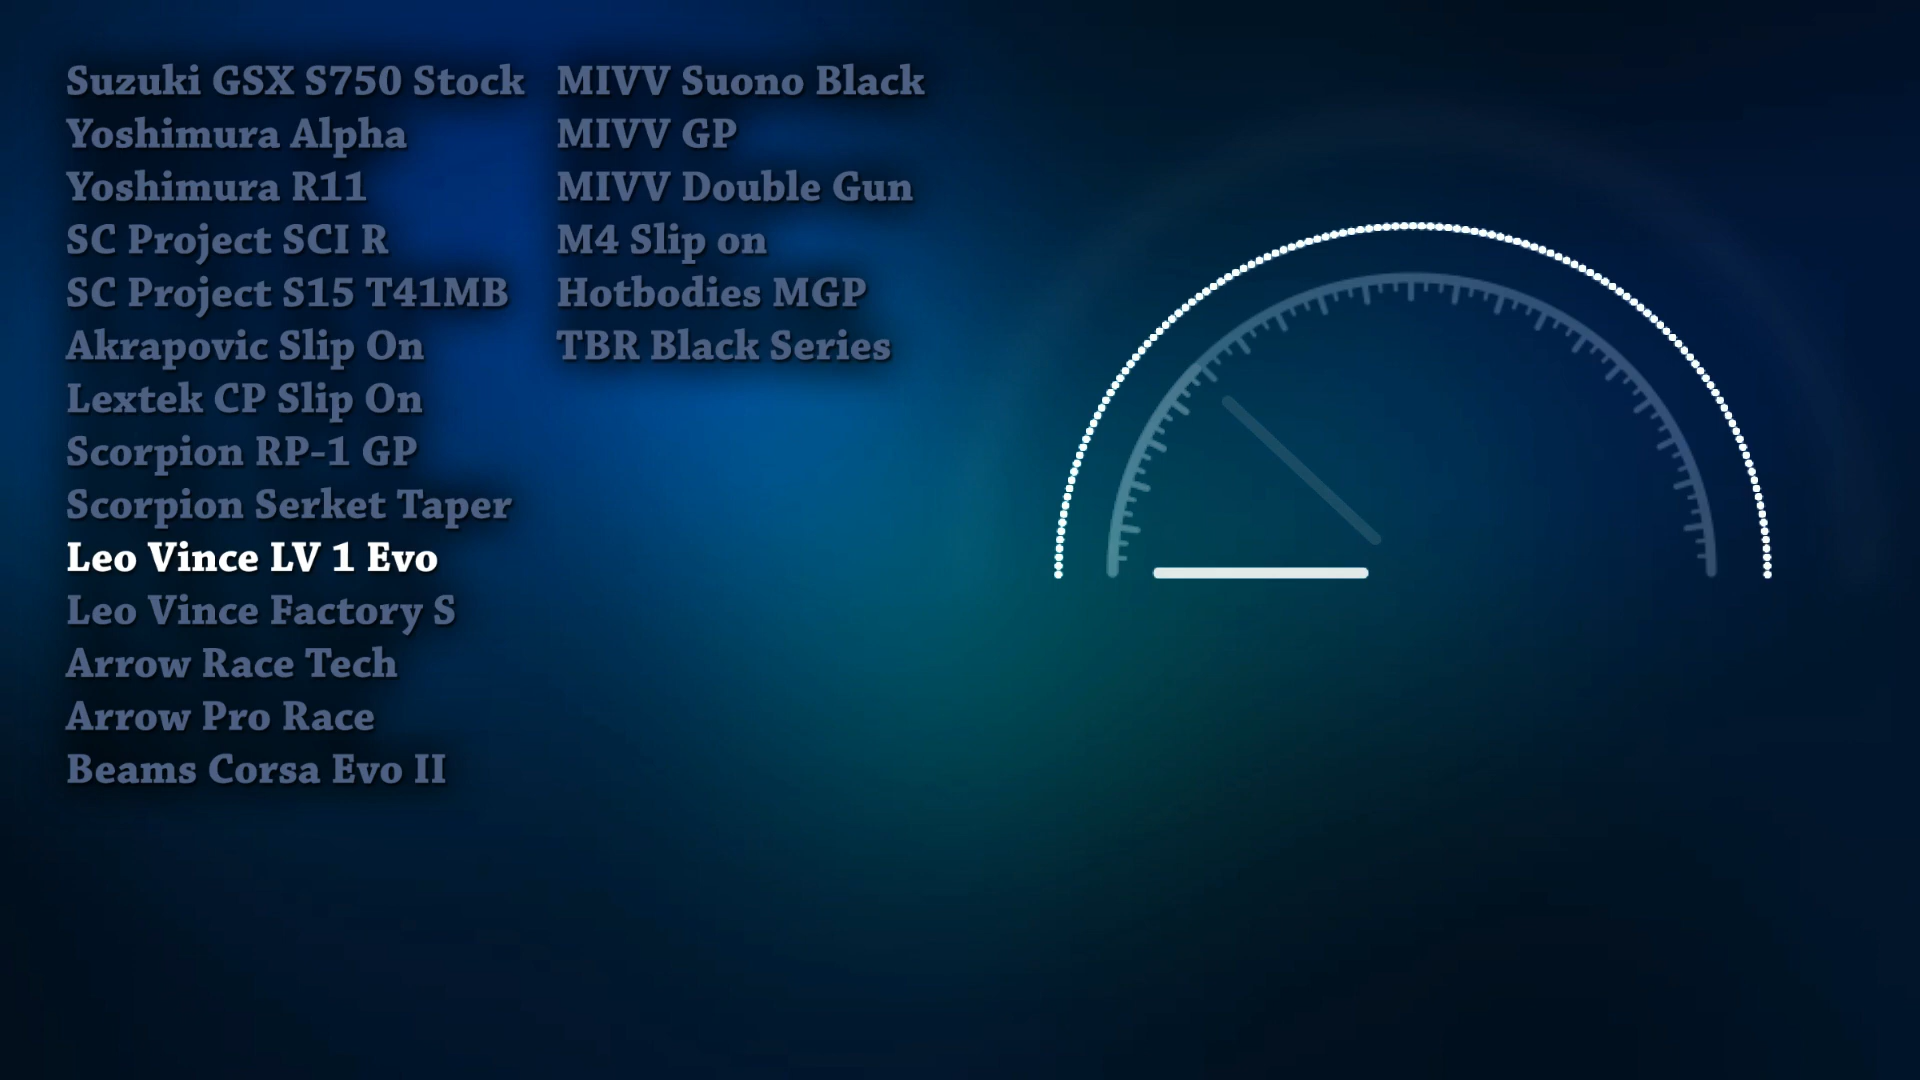 Suzuki GSX S750 Stock
Yoshimura Alpha
Yoshimura R11
SC Project SCI R
SC Project S15 T41MB
Akrapovic Slip On
Lextek CP Slip On
Scorpion RP-1 GP
Scorpion Serket Taper
Leo Vince LV 1 Evo
Leo Vince Factory S
Arrow Race Tech
Arrow Pro Race
Beams Corsa Evo II
MIVV Suono Black
MIVV GP
MIVV Double Gun
M4 Slip on
Hotbodies MGP
TBR Black Series